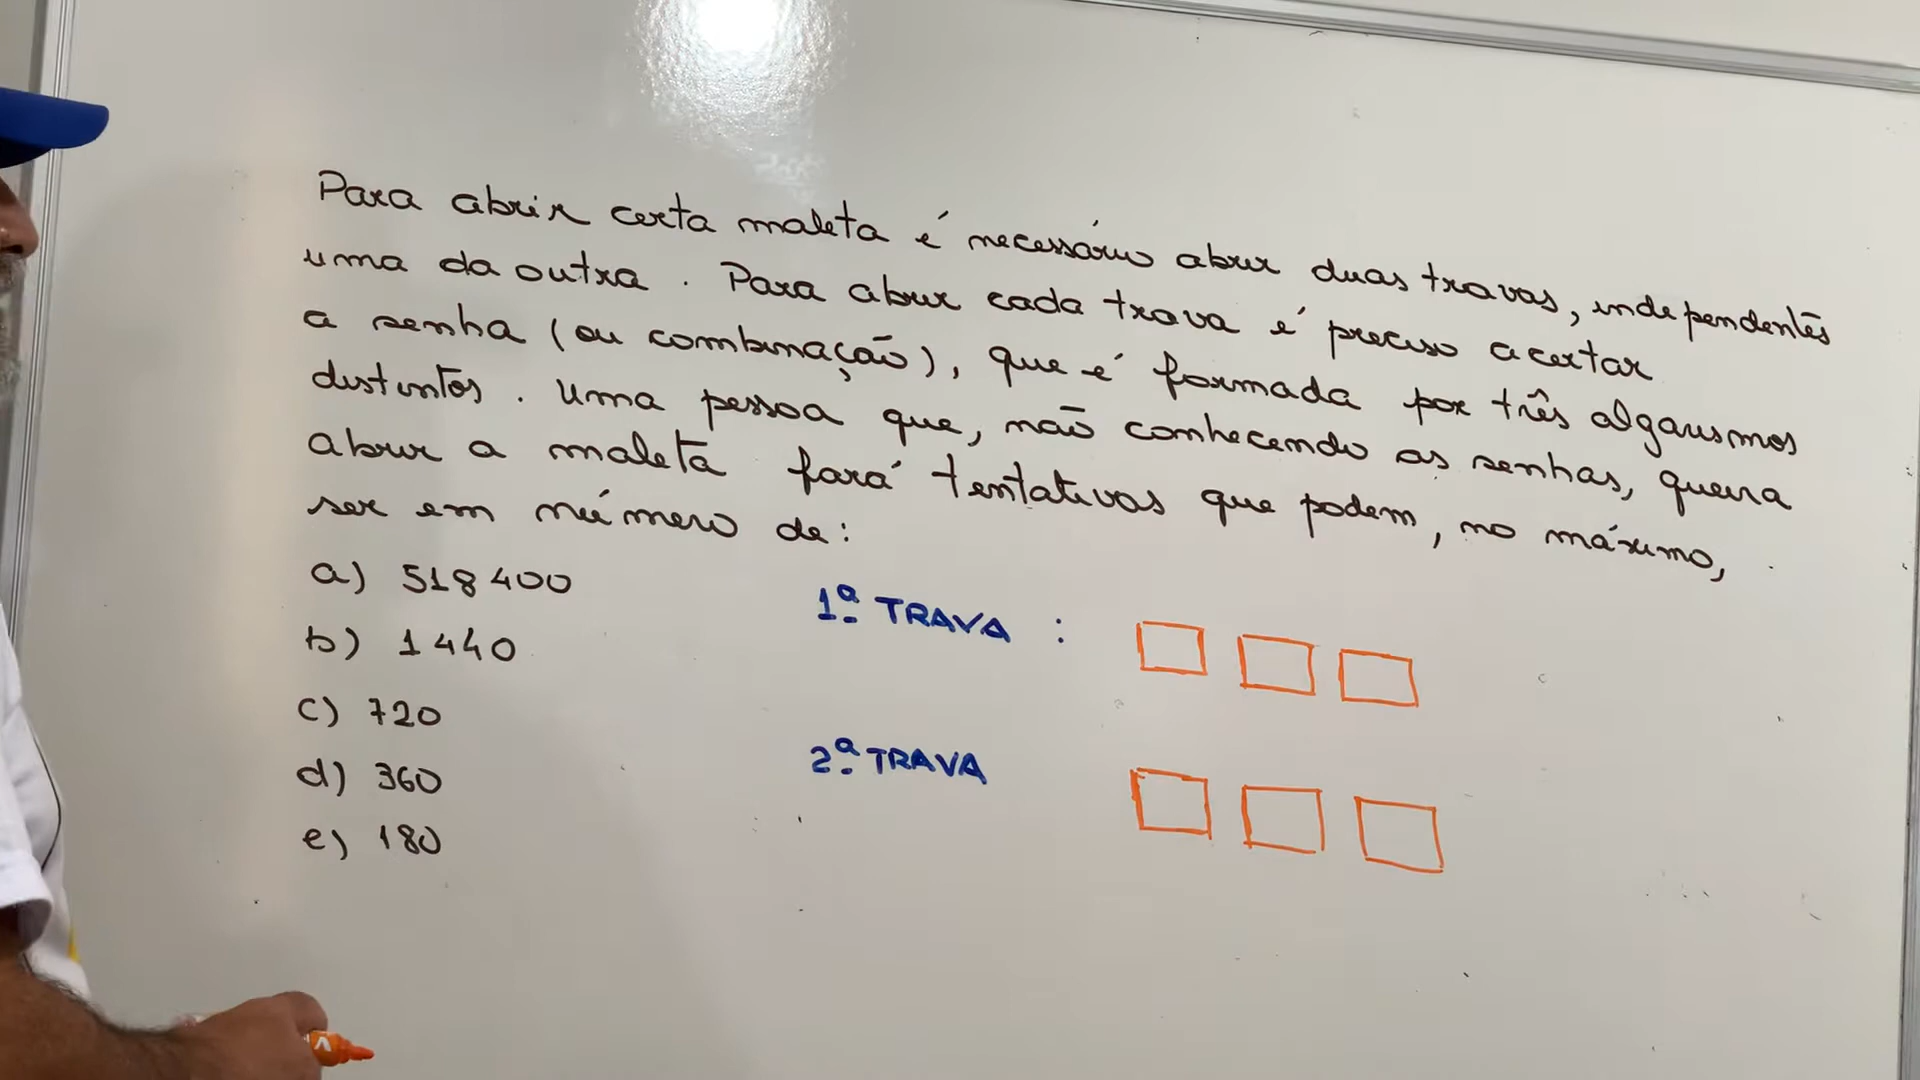 Para abrir certa maleta é necessário abrir duas travas, independentes
uma da outra. Para abrir cada trava é preciso acertar
a senha (ou combinação), que é formada por três algarismos
distintos. Uma pessoa que, não conhecendo as senhas, queira
abrir a maleta fará tentativas que podem, no máximo,
ser em número de:
a) 518400
b) 1440
c) 720
d) 360
e) 180
1ª TRAVA :
2ª TRAVA